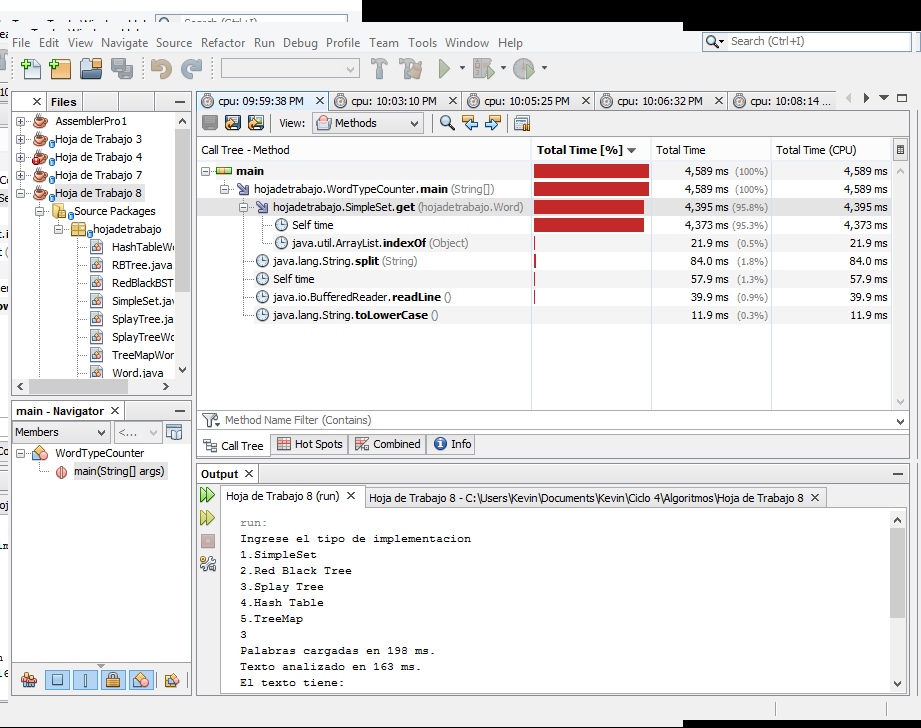 Search (Ctrl+I)
File Edit View Navigate Source Refactor Run Debug Profile Team Tools Window Help
Search (Ctrl+I)
Files
AssemblerPro1
Hoja de Trabajo 3
Hoja de Trabajo 4
Hoja de Trabajo 7
Hoja de Trabajo 8
Source Packages
hojadetrabajo
HashTableWo
RBTree.java
RedBlackBST
SimpleSet.jav
SplayTree.ja
SplayTreeWo
TreeMapWor
Word.java
main - Navigator
Members
<...
WordTypeCounter
main(String[] args)
cpu: 09:59:38 PM
cpu: 10:03:10 PM
cpu: 10:05:25 PM
cpu: 10:06:32 PM
cpu: 10:08:14 ...
View: Methods
Call Tree - Method Total Time [%] Total Time Total Time (CPU)
main 4,589 ms (100%) 4,589 ms
hojadetrabajo.WordTypeCounter.main (String[]) 4,589 ms (100%) 4,589 ms
hojadetrabajo.SimpleSet.get (hojadetrabajo.Word) 4,395 ms (95.8%) 4,395 ms
Self time 4,373 ms (95.3%) 4,373 ms
java.util.ArrayList.indexOf (Object) 21.9 ms (0.5%) 21.9 ms
java.lang.String.split (String) 84.0 ms (1.8%) 84.0 ms
Self time 57.9 ms (1.3%) 57.9 ms
java.io.BufferedReader.readLine () 39.9 ms (0.9%) 39.9 ms
java.lang.String.toLowerCase () 11.9 ms (0.3%) 11.9 ms
Method Name Filter (Contains)
Call Tree Hot Spots Combined Info
Output
Hoja de Trabajo 8 (run)
Hoja de Trabajo 8 - C:\Users\Kevin\Documents\Kevin\Ciclo 4\Algoritmos\Hoja de Trabajo 8
run:
Ingrese el tipo de implementacion
1.SimpleSet
2.Red Black Tree
3.Splay Tree
4.Hash Table
5.TreeMap
3
Palabras cargadas en 198 ms.
Texto analizado en 163 ms.
El texto tiene: